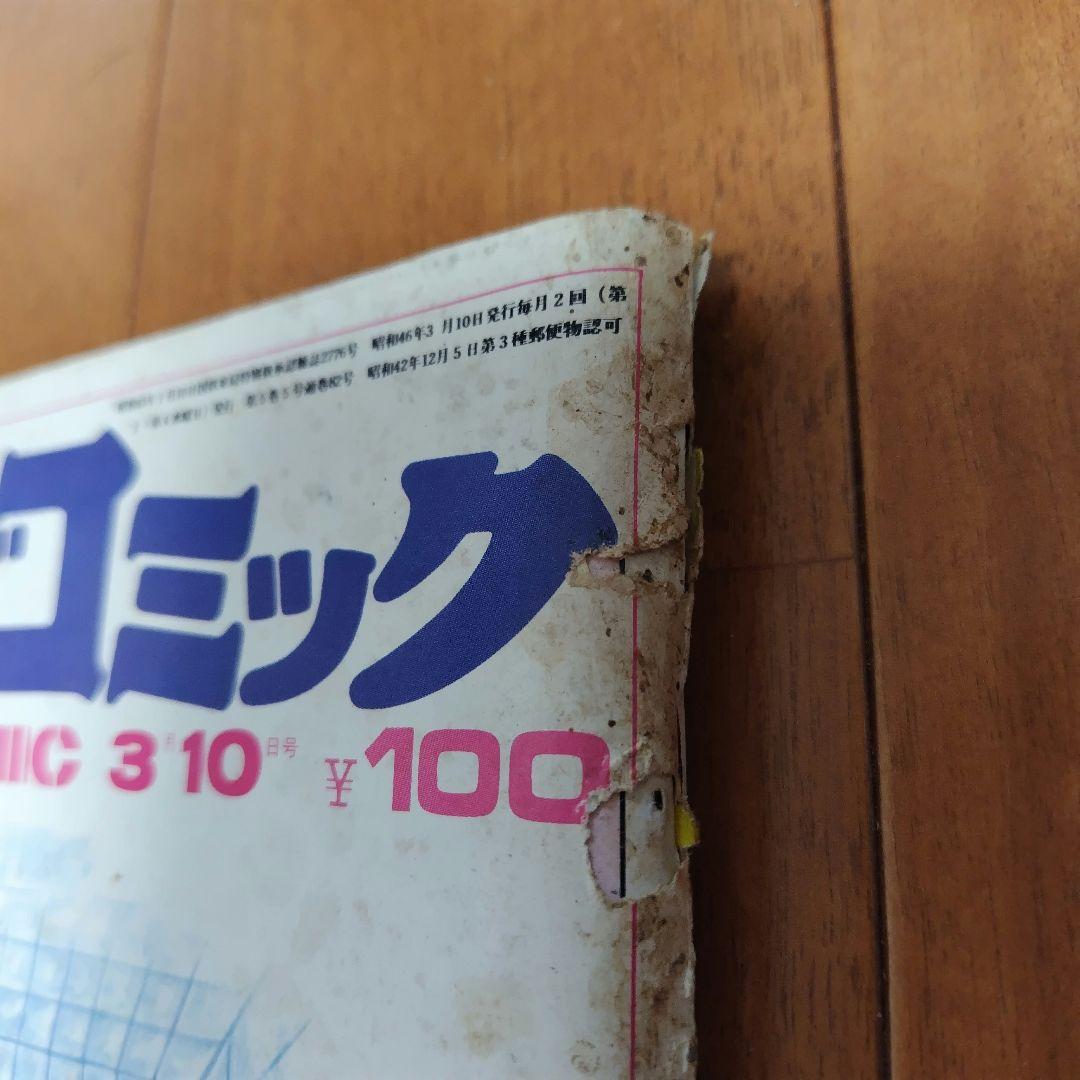 昭和46年3月10日発行毎月2回(第
号 昭和42年12月5日第3種郵便物認可
コミック
MIC 3月10日号 ¥100